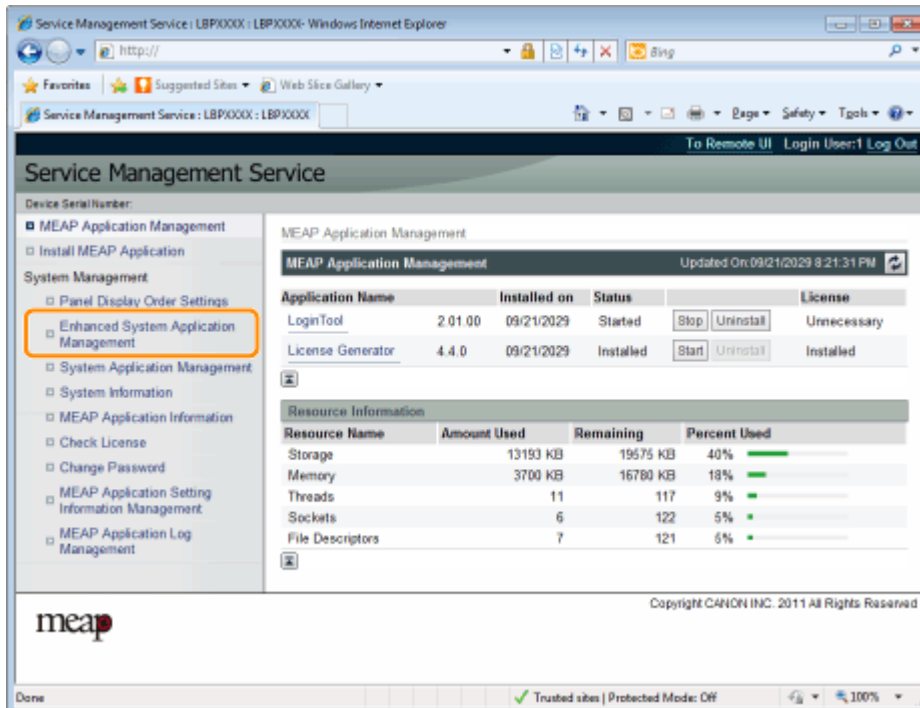 Service Management Service : LBPXXXX : LBPXXXX- Windows Internet Explorer
http://
Bing
Favorites Suggested Sites Web Slice Gallery
Service Management Service : LBPXXXX : LBPXXXX Page Safety Tools
To Remote UI Login User:1 Log Out
Service Management Service
Device Serial Number:
MEAP Application Management
Install MEAP Application
System Management
Panel Display Order Settings
Enhanced System Application
Management
System Application Management
System Information
MEAP Application Information
Check License
Change Password
MEAP Application Setting
Information Management
MEAP Application Log
Management
MEAP Application Management
MEAP Application Management Updated On:09/21/2029 8:21:31 PM
Application Name Installed on Status License
LoginTool 2.01.00 09/21/2029 Started Stop Uninstall Unnecessary
License Generator 4.4.0 09/21/2029 Installed Start Uninstall Installed
Resource Information
Resource Name Amount Used Remaining Percent Used
Storage 13193 KB 19575 KB 40%
Memory 3700 KB 16780 KB 18%
Threads 11 117 9%
Sockets 6 122 5%
File Descriptors 7 121 6%
Copyright CANON INC. 2011 All Rights Reserved
meap
Done Trusted sites | Protected Mode: Off 100%